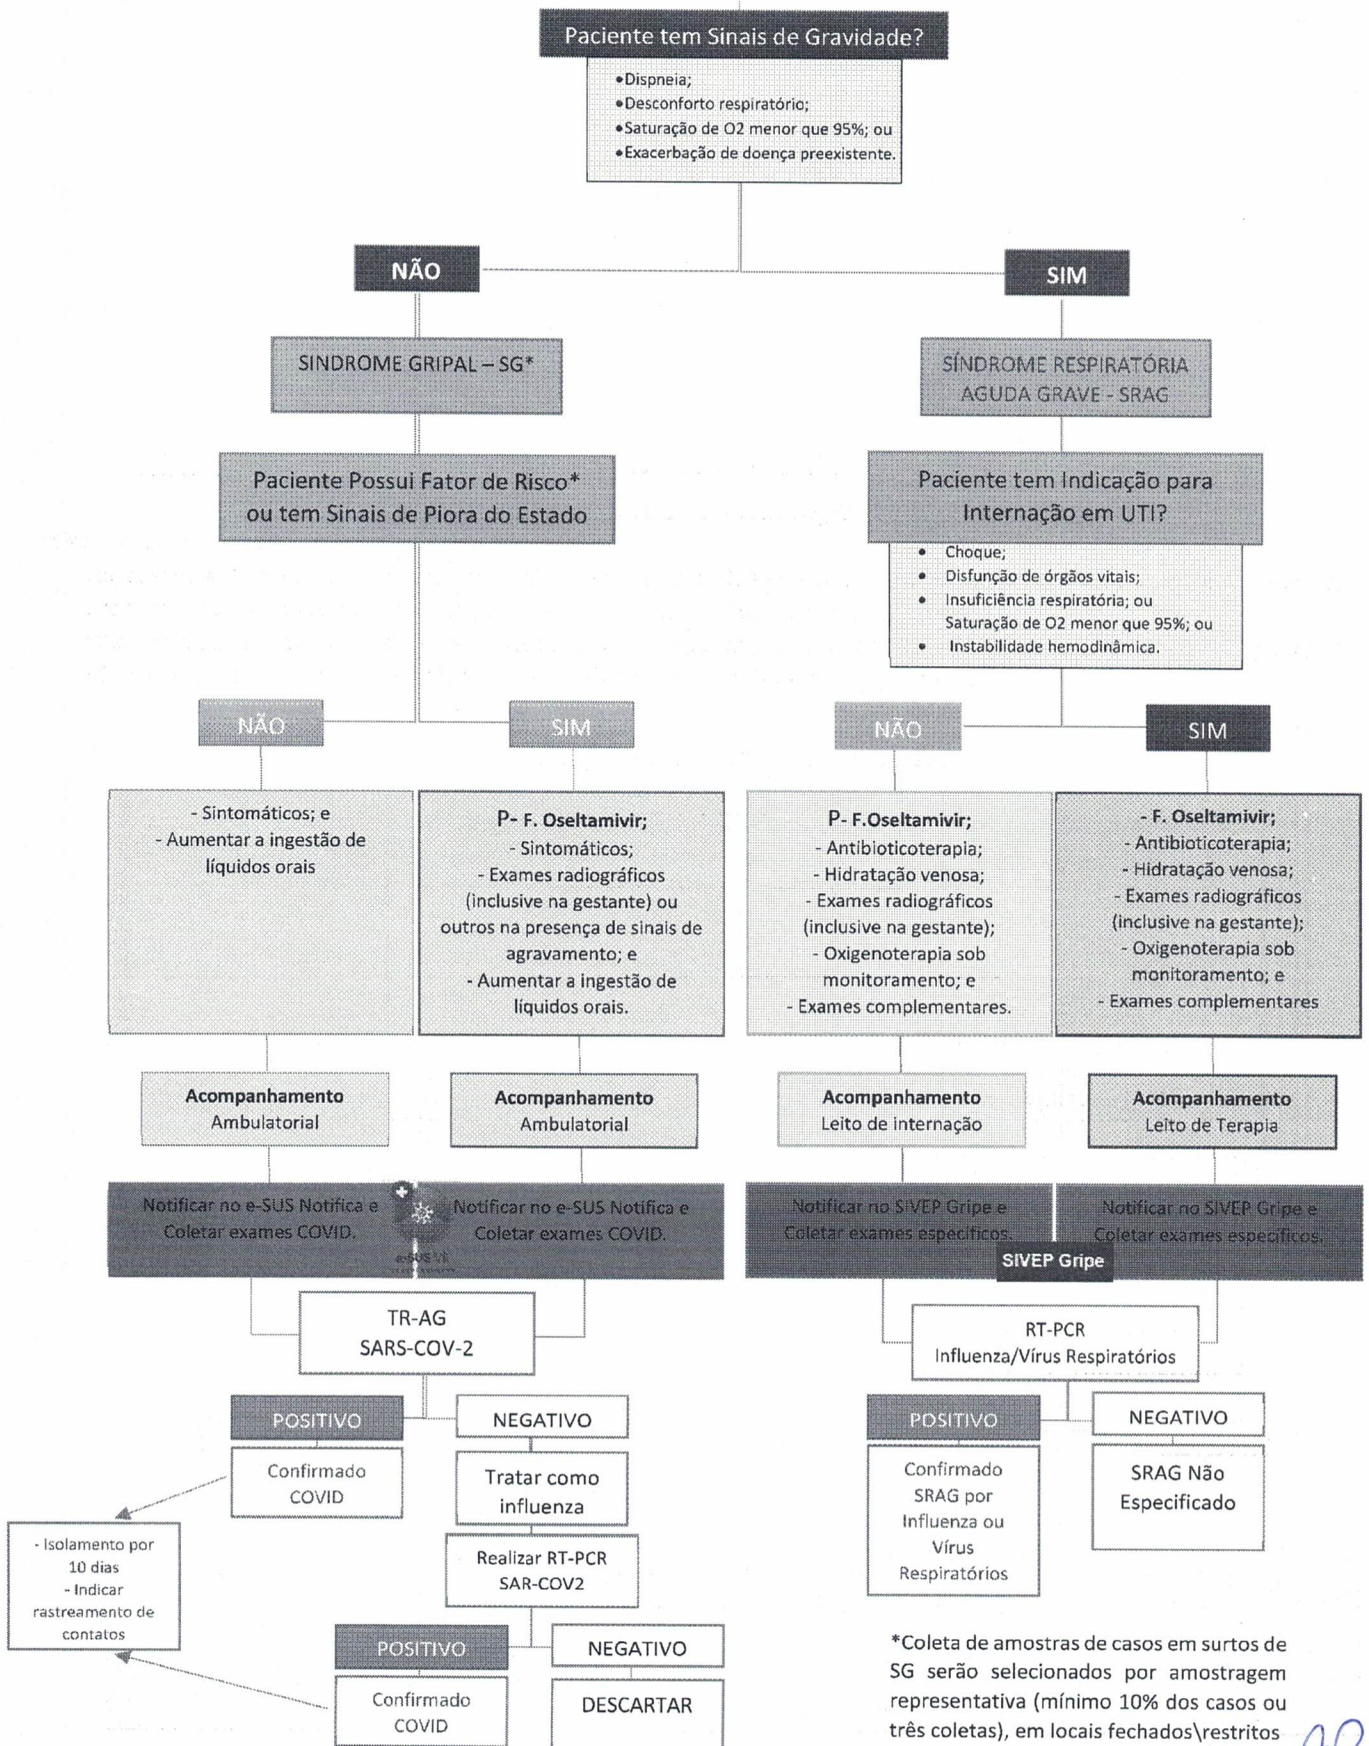 Paciente tem Sinais de Gravidade?
•Dispneia;
•Desconforto respiratório;
•Saturação de O2 menor que 95%; ou
•Exacerbação de doença preexistente.
NÃO
SIM
SINDROME GRIPAL – SG*
SÍNDROME RESPIRATÓRIA
AGUDA GRAVE - SRAG
Paciente Possui Fator de Risco*
ou tem Sinais de Piora do Estado
Paciente tem Indicação para
Internação em UTI?
• Choque;
• Disfunção de órgãos vitais;
• Insuficiência respiratória; ou
Saturação de O2 menor que 95%; ou
• Instabilidade hemodinâmica.
NÃO
SIM
NÃO
SIM
- Sintomáticos; e
- Aumentar a ingestão de
líquidos orais
P- F. Oseltamivir;
- Sintomáticos;
- Exames radiográficos
(inclusive na gestante) ou
outros na presença de sinais de
agravamento; e
- Aumentar a ingestão de
líquidos orais.
P- F.Oseltamivir;
- Antibioticoterapia;
- Hidratação venosa;
- Exames radiográficos
(inclusive na gestante);
- Oxigenoterapia sob
monitoramento; e
- Exames complementares.
- F. Oseltamivir;
- Antibioticoterapia;
- Hidratação venosa;
- Exames radiográficos
(inclusive na gestante);
- Oxigenoterapia sob
monitoramento; e
- Exames complementares
Acompanhamento
Ambulatorial
Acompanhamento
Ambulatorial
Acompanhamento
Leito de internação
Acompanhamento
Leito de Terapia
Notificar no e-SUS Notifica e
Coletar exames COVID.
e-SUS VE
Notificar no e-SUS Notifica e
Coletar exames COVID.
Notificar no SIVEP Gripe e
Coletar exames específicos.
Notificar no SIVEP Gripe e
Coletar exames específicos.
SIVEP Gripe
TR-AG
SARS-COV-2
RT-PCR
Influenza/Vírus Respiratórios
POSITIVO
NEGATIVO
POSITIVO
NEGATIVO
Confirmado
COVID
Tratar como
influenza
Confirmado
SRAG por
Influenza ou
Vírus
Respiratórios
SRAG Não
Especificado
- Isolamento por
10 dias
- Indicar
rastreamento de
contatos
Realizar RT-PCR
SAR-COV2
POSITIVO
NEGATIVO
Confirmado
COVID
DESCARTAR
*Coleta de amostras de casos em surtos de
SG serão selecionados por amostragem
representativa (mínimo 10% dos casos ou
três coletas), em locais fechados\restritos